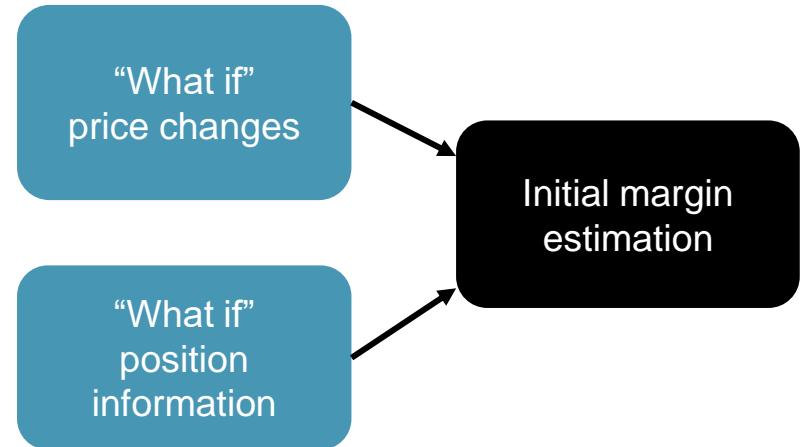 “What if”
price changes
Initial margin
estimation
“What if”
position
information